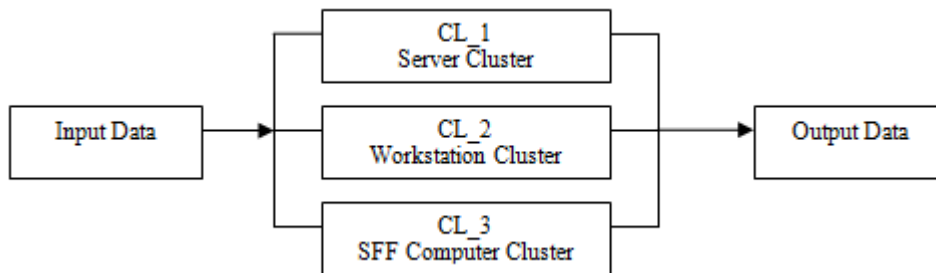 CL_1
Server Cluster
Input Data
CL_2
Workstation Cluster
Output Data
CL_3
SFF Computer Cluster